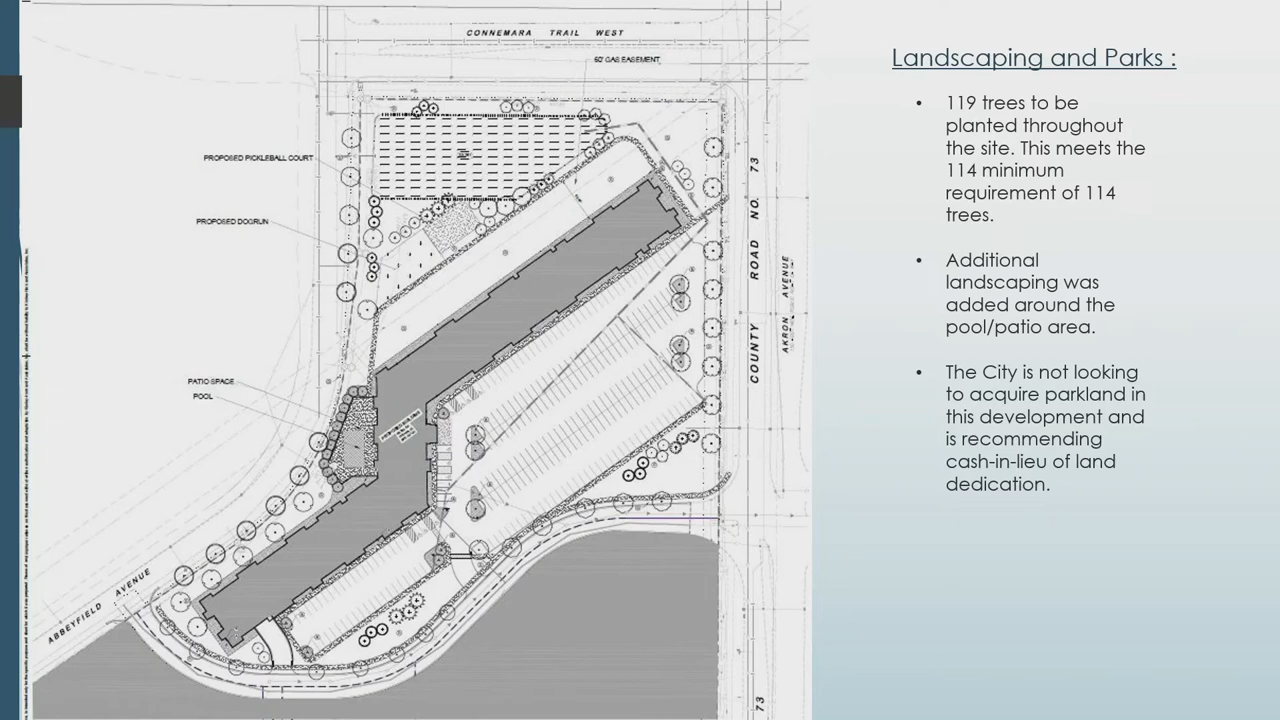 CONNEMARA TRAIL WEST
60' GAS EASEMENT
PROPOSED PICKLEBALL COURT
PROPOSED DOGRUN
PATIO SPACE
POOL
ABBEYFIELD AVENUE
COUNTY ROAD NO. 73
AKRON AVENUE
73
Landscaping and Parks :
• 119 trees to be
planted throughout
the site. This meets the
114 minimum
requirement of 114
trees.
• Additional
landscaping was
added around the
pool/patio area.
• The City is not looking
to acquire parkland in
this development and
is recommending
cash-in-lieu of land
dedication.